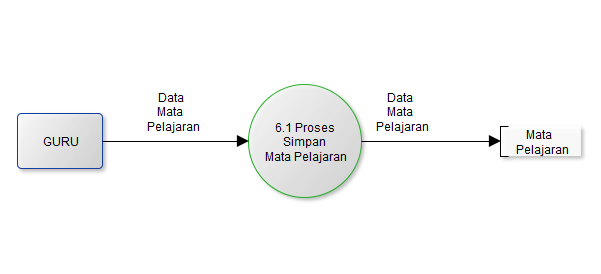 GURU
Data
Mata
Pelajaran
6.1 Proses
Simpan
Mata Pelajaran
Data
Mata
Pelajaran
Mata
Pelajaran